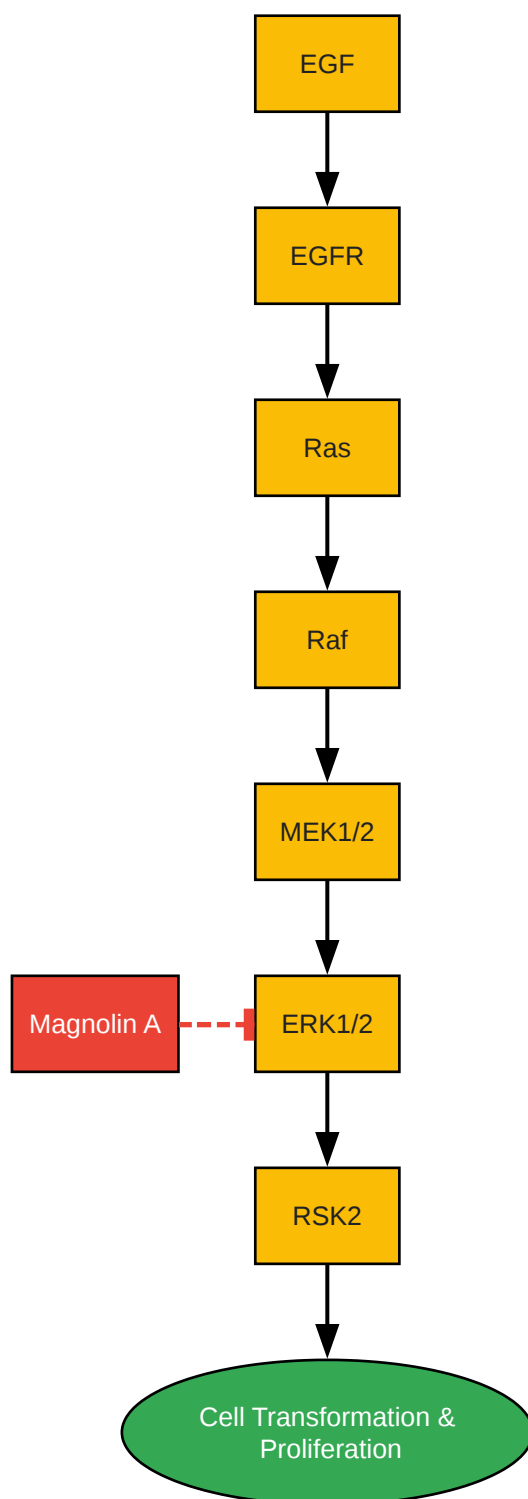 EGF
EGFR
Ras
Raf
MEK1/2
Magnolin A
ERK1/2
RSK2
Cell Transformation &
Proliferation